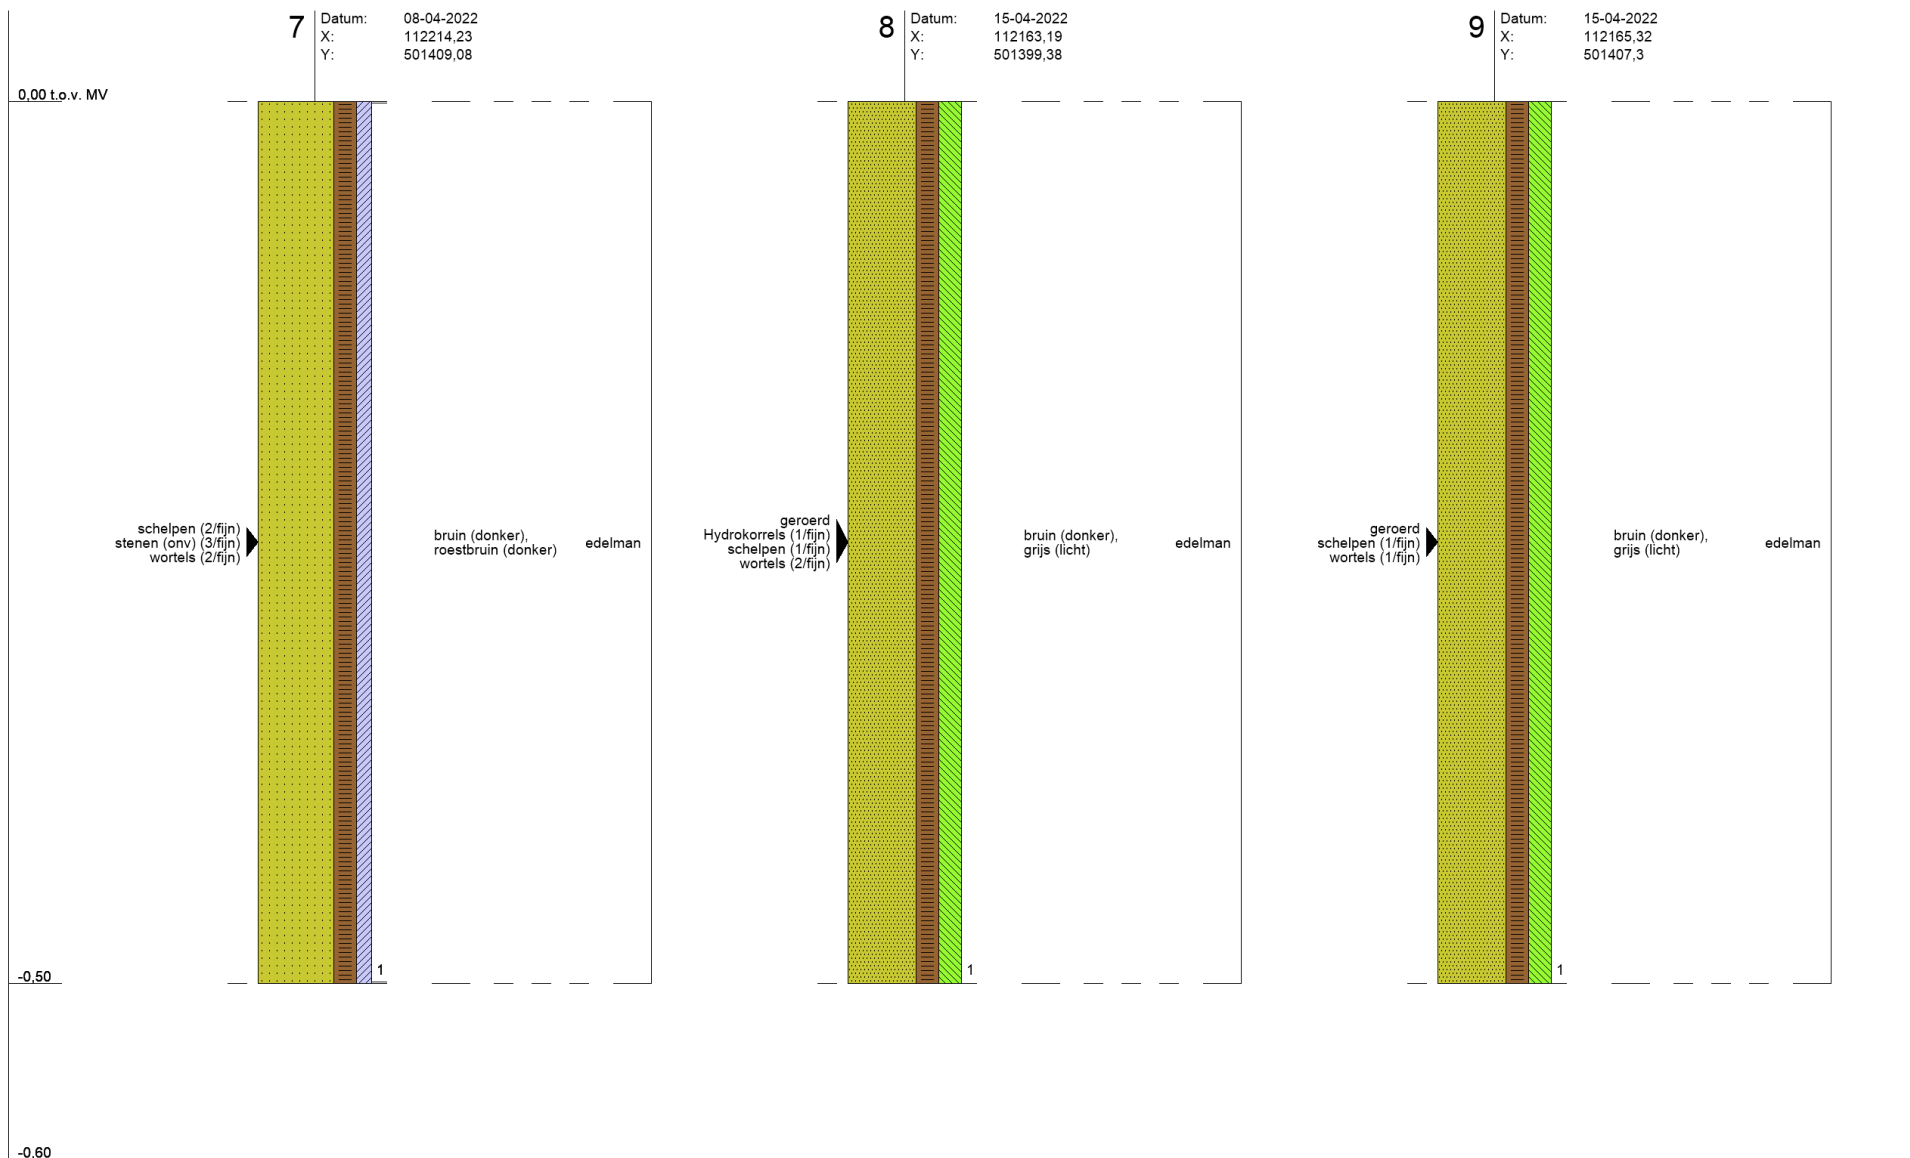 7
Datum: 08-04-2022
X: 112214,23
Y: 501409,08
8
Datum: 15-04-2022
X: 112163,19
Y: 501399,38
9
Datum: 15-04-2022
X: 112165,32
Y: 501407,3
0,00 t.o.v. MV
schelpen (2/fijn)
stenen (onv) (3/fijn)
wortels (2/fijn)
bruin (donker),
roestbruin (donker)
edelman
1
geroerd
Hydrokorrels (1/fijn)
schelpen (1/fijn)
wortels (2/fijn)
bruin (donker),
grijs (licht)
edelman
1
geroerd
schelpen (1/fijn)
wortels (1/fijn)
bruin (donker),
grijs (licht)
edelman
1
-0,50
-0,60